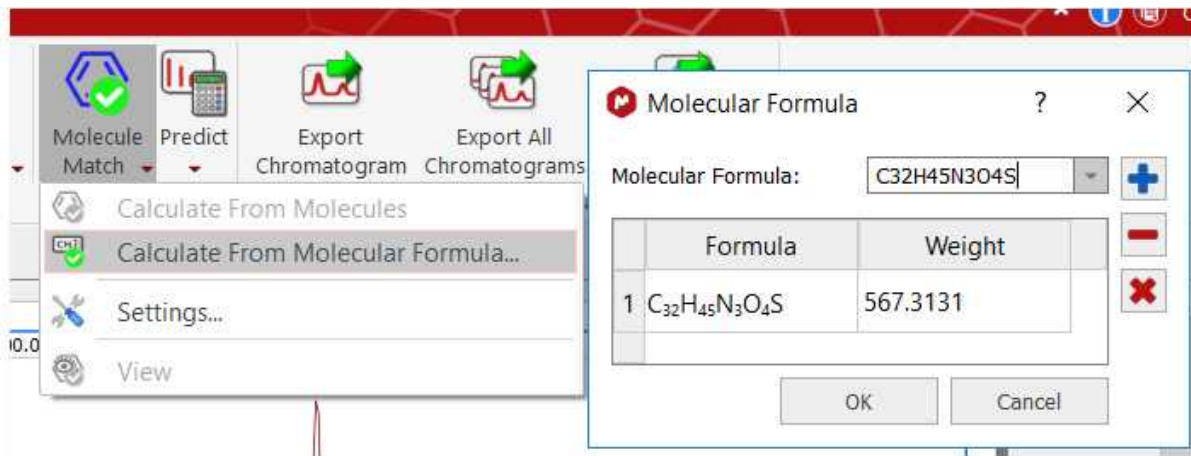 Molecule Match
Predict
Export Chromatogram
Export All Chromatograms
Calculate From Molecules
CH3
Calculate From Molecular Formula...
Settings...
View
Molecular Formula
?
Molecular Formula:
C32H45N3O4S
Formula Weight
1 C₃₂H₄₅N₃O₄S 567.3131
OK Cancel